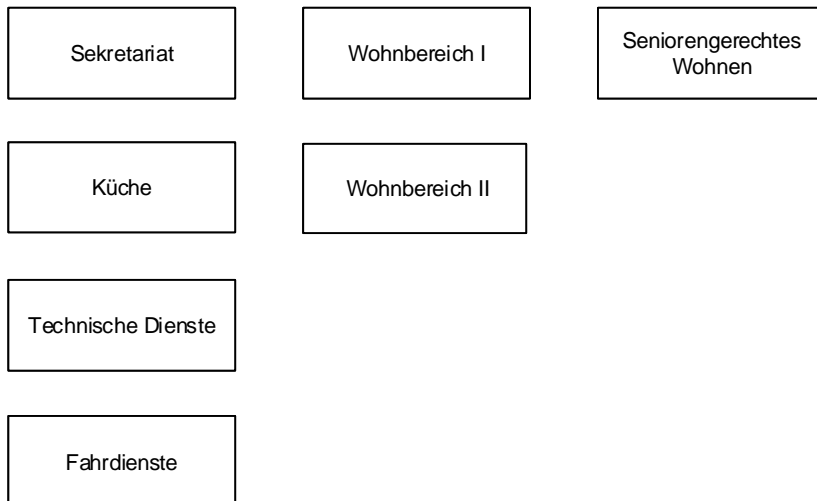 Sekretariat
Wohnbereich I
Seniorengerechtes
Wohnen
Küche
Wohnbereich II
Technische Dienste
Fahrdienste